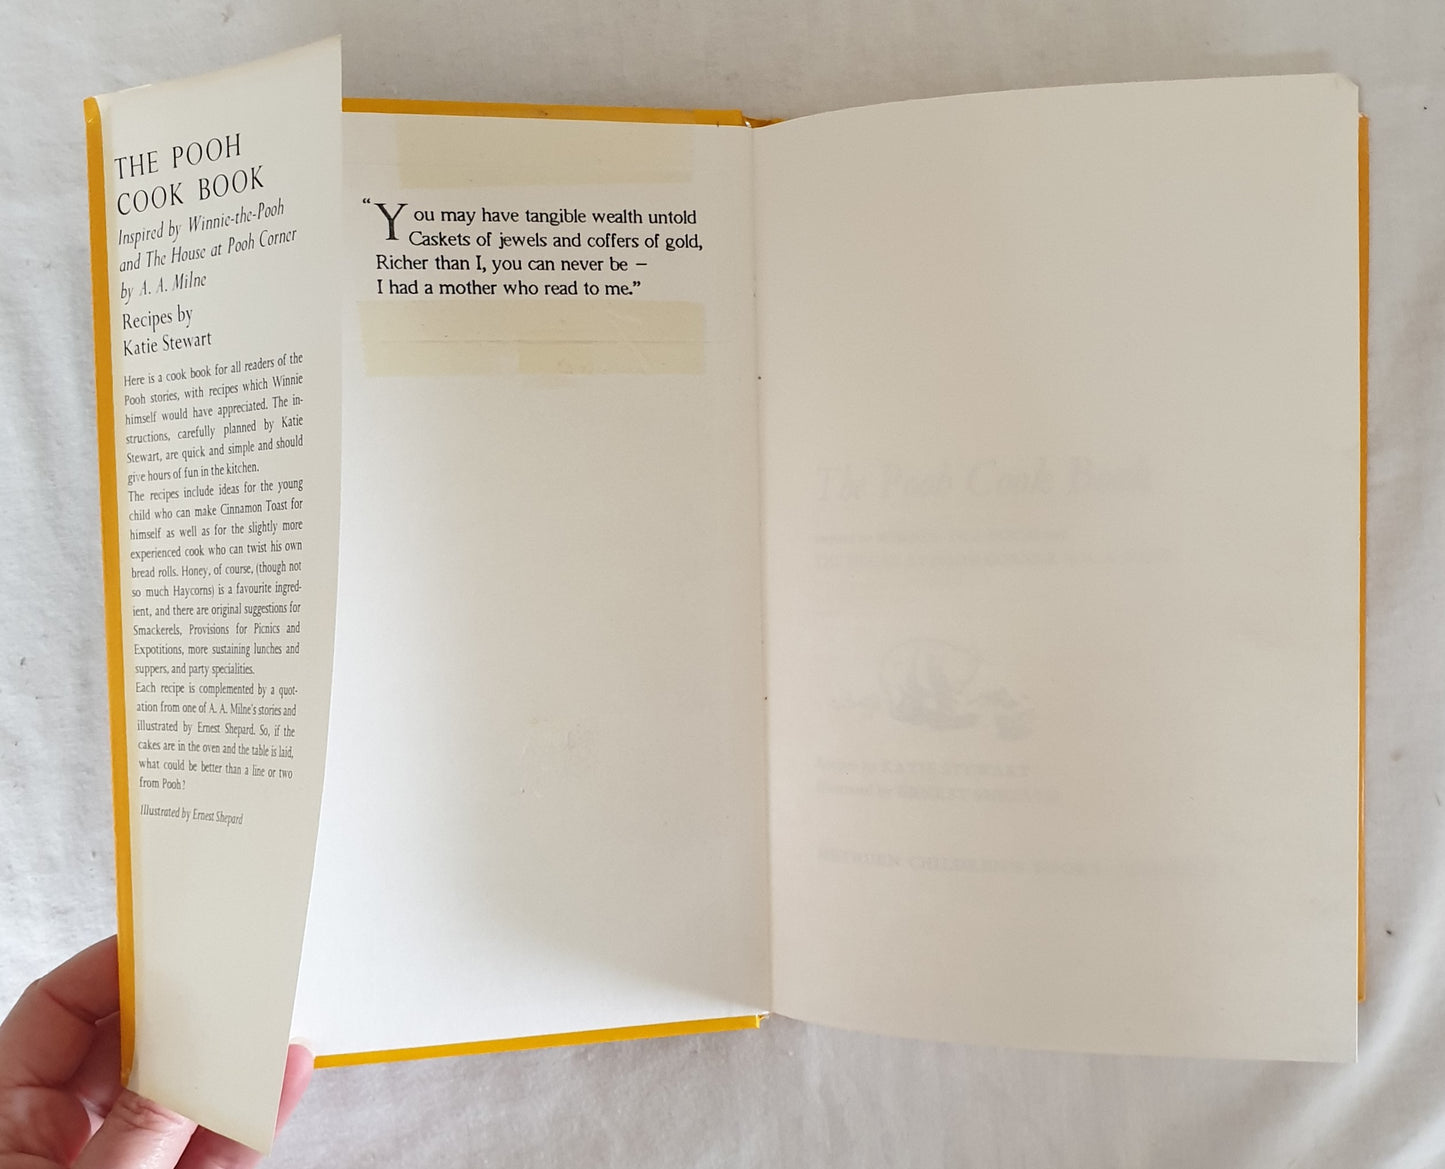 THE POOH
COOK BOOK
Inspired by Winnie-the-Pooh
and The House at Pooh Corner
by A. A. Milne
Recipes by
Katie Stewart
Here is a cook book for all readers of the
Pooh stories, with recipes which Winnie
himself would have appreciated. The in-
structions, carefully planned by Katie
Stewart, are quick and simple and should
give hours of fun in the kitchen.
The recipes include ideas for the young
child who can make Cinnamon Toast for
himself as well as for the slightly more
experienced cook who can twist his own
bread rolls. Honey, of course, (though not
so much Haycorns) is a favourite ingred-
ient, and there are original suggestions for
Smackerels, Provisions for Picnics and
Expotitions, more sustaining lunches and
suppers, and party specialities.
Each recipe is complemented by a quot-
ation from one of A. A. Milne's stories and
illustrated by Ernest Shepard. So, if the
cakes are in the oven and the table is laid,
what could be better than a line or two
from Pooh?
Illustrated by Ernest Shepard
“You may have tangible wealth untold
Caskets of jewels and coffers of gold,
Richer than I, you can never be –
I had a mother who read to me.”
Cook Book
KATIE STEWART
CHILDREN'S BOOKS